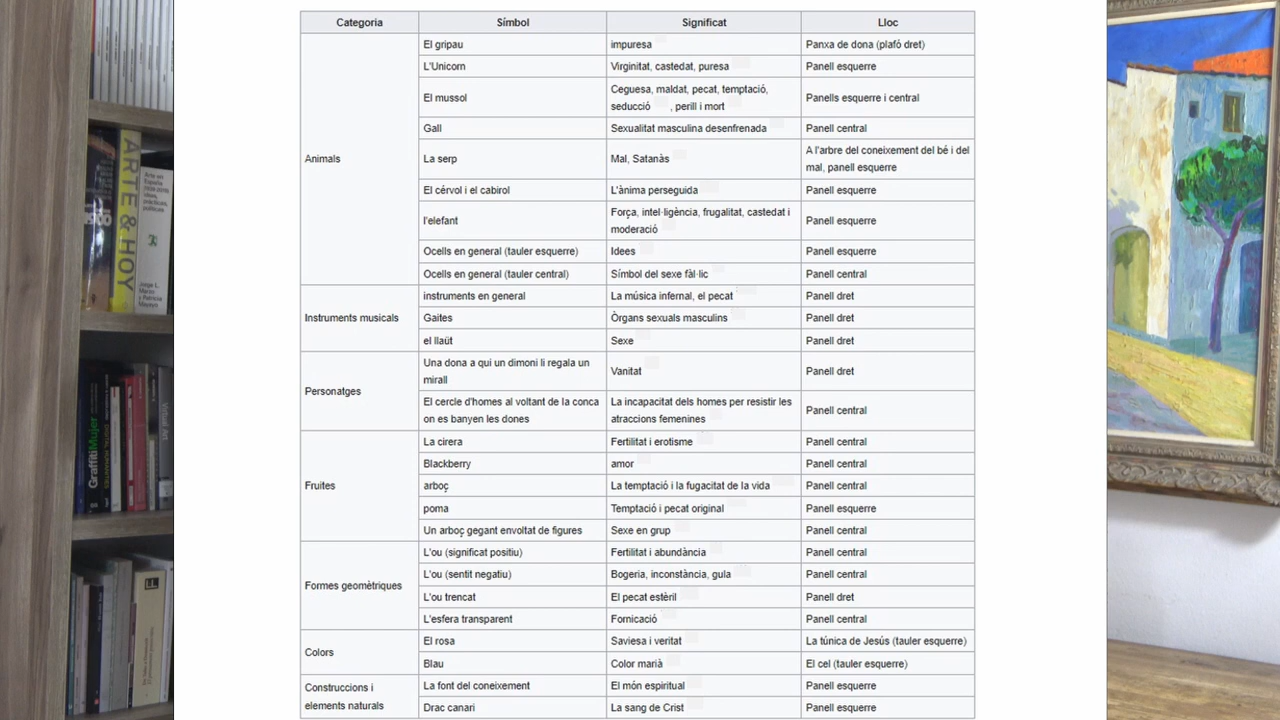 Categoria Símbol Significat Lloc
Animals
El gripau impuresa Panxa de dona (plafó dret)
L'Unicorn Virginitat, castedat, puresa Panell esquerre
El mussol Ceguesa, maldat, pecat, temptació,
seducció , perill i mort Panells esquerre i central
Gall Sexualitat masculina desenfrenada Panell central
La serp Mal, Satanàs A l'arbre del coneixement del bé i del
mal, panell esquerre
El cérvol i el cabirol L'ànima perseguida Panell esquerre
l'elefant Força, intel·ligència, frugalitat, castedat i
moderació Panell esquerre
Ocells en general (tauler esquerre) Idees Panell esquerre
Ocells en general (tauler central) Símbol del sexe fàl·lic Panell central
Instruments musicals
instruments en general La música infernal, el pecat Panell dret
Gaites Òrgans sexuals masculins Panell dret
el llaüt Sexe Panell dret
Personatges
Una dona a qui un dimoni li regala un
mirall Vanitat Panell dret
El cercle d'homes al voltant de la conca
on es banyen les dones La incapacitat dels homes per resistir les
atraccions femenines Panell central
Fruites
La cirera Fertilitat i erotisme Panell central
Blackberry amor Panell central
arboç La temptació i la fugacitat de la vida Panell central
poma Temptació i pecat original Panell esquerre
Un arboç gegant envoltat de figures Sexe en grup Panell central
Formes geomètriques
L'ou (significat positiu) Fertilitat i abundància Panell central
L'ou (sentit negatiu) Bogeria, inconstància, gula Panell central
L'ou trencat El pecat estèril Panell dret
L'esfera transparent Fornicació Panell central
Colors
El rosa Saviesa i veritat La túnica de Jesús (tauler esquerre)
Blau Color marià El cel (tauler esquerre)
Construccions i
elements naturals
La font del coneixement El món espiritual Panell esquerre
Drac canari La sang de Crist Panell esquerre
ARTE & HOY
Arte en
España
GraffitiMujer
Virtual Art